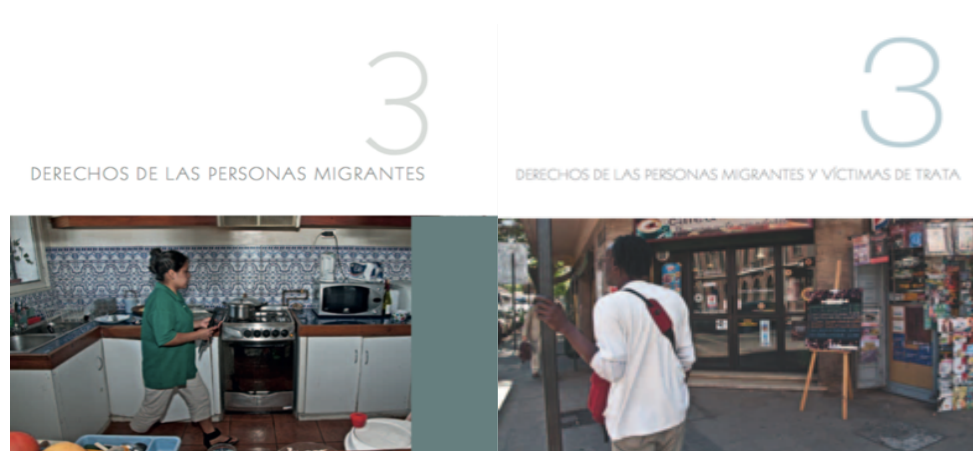 3
DERECHOS DE LAS PERSONAS MIGRANTES
3
DERECHOS DE LAS PERSONAS MIGRANTES Y VÍCTIMAS DE TRATA